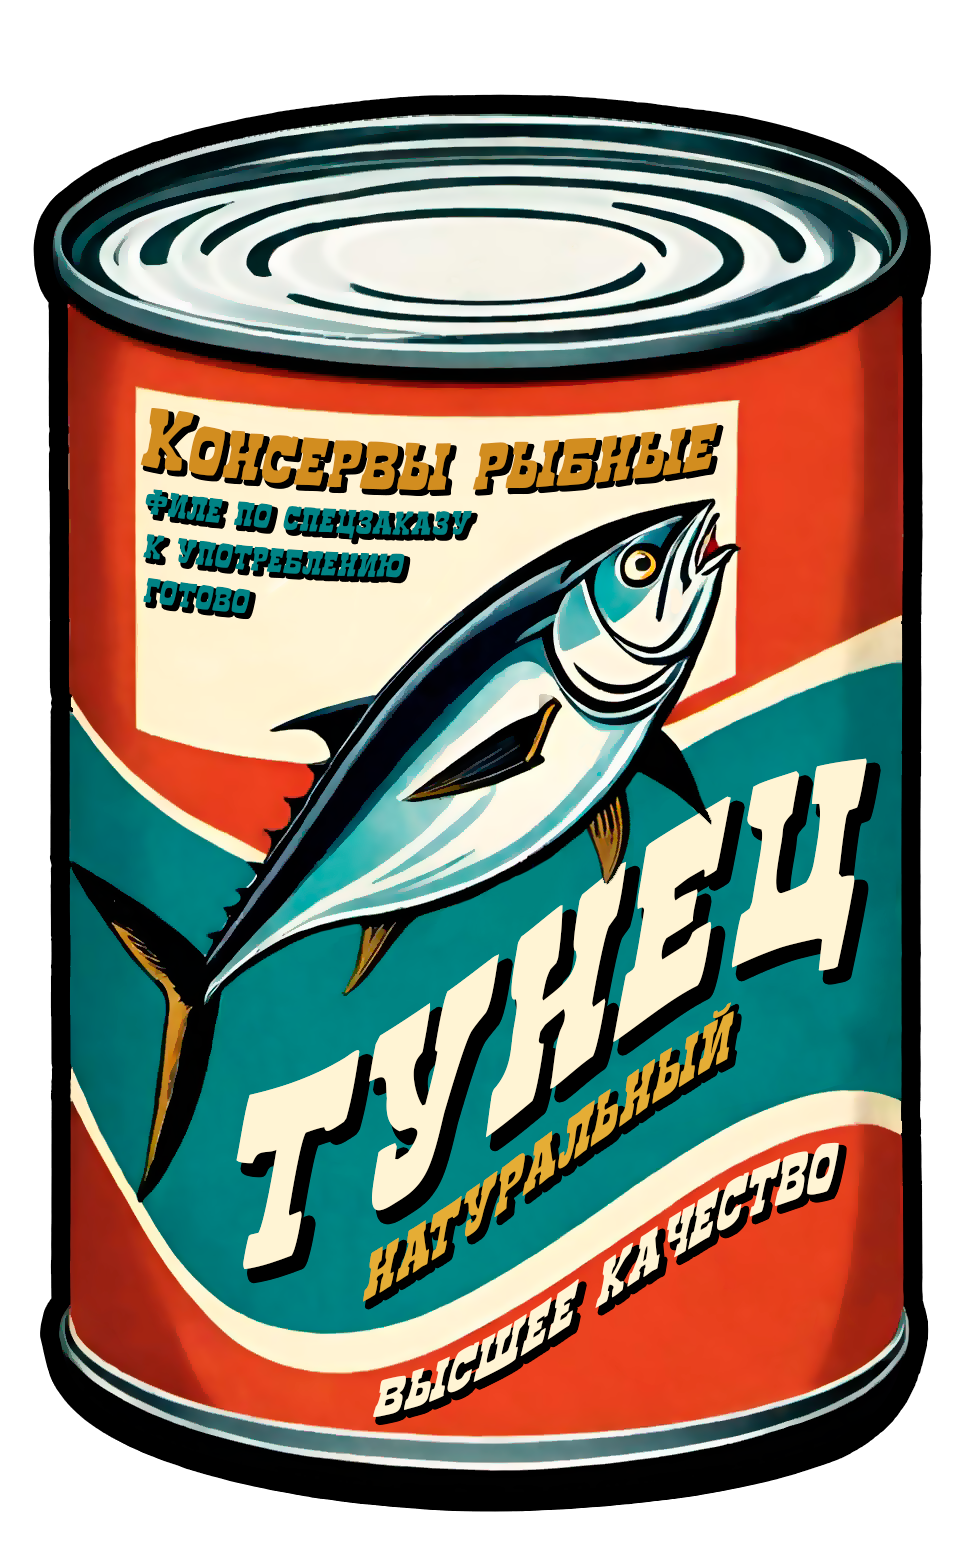 Консервы рыбные
филе по спецзаказу
к употреблению
готово
ТУНЕЦ
НАТУРАЛЬНЫЙ
ВЫСШЕЕ КАЧЕСТВО